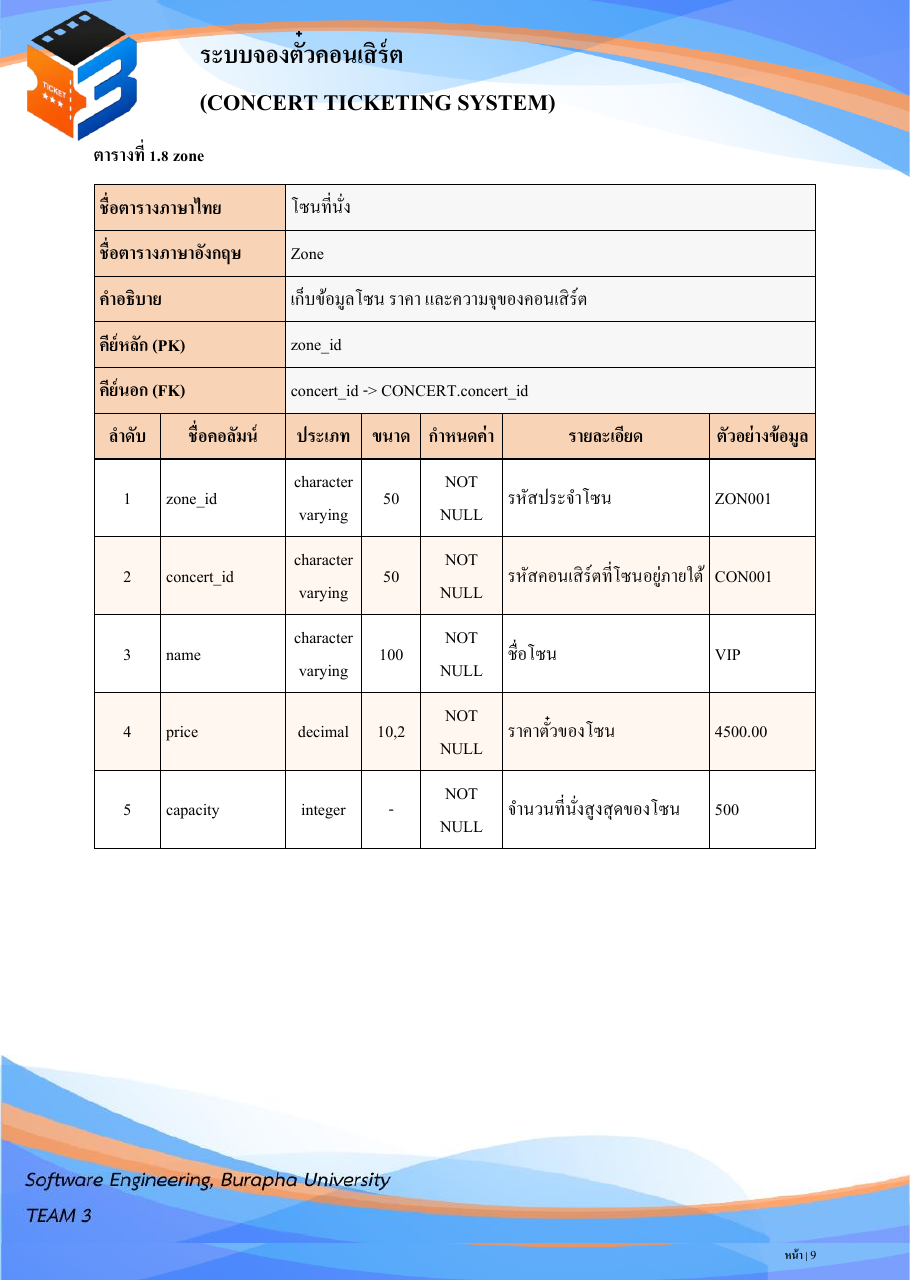 ระบบจองตั๋วคอนเสิร์ต
(CONCERT TICKETING SYSTEM)
TICKET
ตารางที่ 1.8 zone
ชื่อตารางภาษาไทย โซนที่นั่ง
ชื่อตารางภาษาอังกฤษ Zone
คำอธิบาย เก็บข้อมูลโซน ราคา และความจุของคอนเสิร์ต
คีย์หลัก (PK) zone_id
คีย์นอก (FK) concert_id -> CONCERT.concert_id
ลำดับ ชื่อคอลัมน์ ประเภท ขนาด กำหนดค่า รายละเอียด ตัวอย่างข้อมูล
1 zone_id character varying 50 NOT NULL รหัสประจำโซน ZON001
2 concert_id character varying 50 NOT NULL รหัสคอนเสิร์ตที่โซนอยู่ภายใต้ CON001
3 name character varying 100 NOT NULL ชื่อโซน VIP
4 price decimal 10,2 NOT NULL ราคาตั๋วของโซน 4500.00
5 capacity integer - NOT NULL จำนวนที่นั่งสูงสุดของโซน 500
Software Engineering, Burapha University
TEAM 3
หน้า | 9